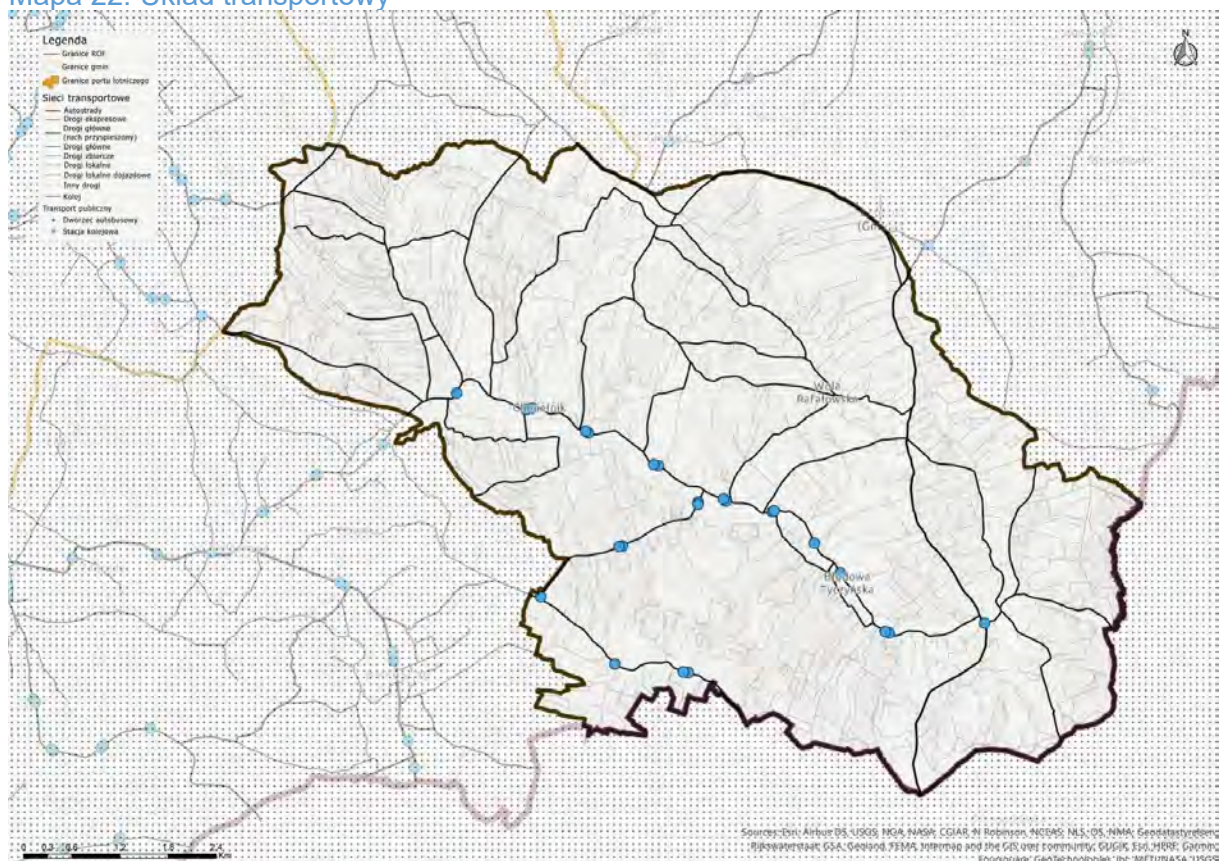 Mapa 22. Układ transportowy
Legenda
Granice ROF
Granice gmin
Granice portu lotniczego
Sieci transportowe
Autostrady
Drogi ekspresowe
Drogi główne
(ruch przyspieszony)
Drogi główne
Drogi zbiorcze
Drogi lokalne
Drogi lokalne dojazdowe
Inny drogi
Kolej
Transport publiczny
Dworzec autobusowy
Stacja kolejowa
N
Wola
Rafałowska
Chmielnik
Błędowa
Tyczyńska
0 0.3 0.6 1.2 1.8 2.4
Km
Sources: Esri, Airbus DS, USGS, NGA, NASA, CGIAR, N Robinson, NCEAS, NLS, OS, NMA, Geodatastyrelsen,
Rijkswaterstaat, GSA, Geoland, FEMA, Intermap and the GIS user community, GUGiK, Esri, HERE, Garmin,
Foursquare, GeoTechnologies, Inc, METI/NASA, USGS